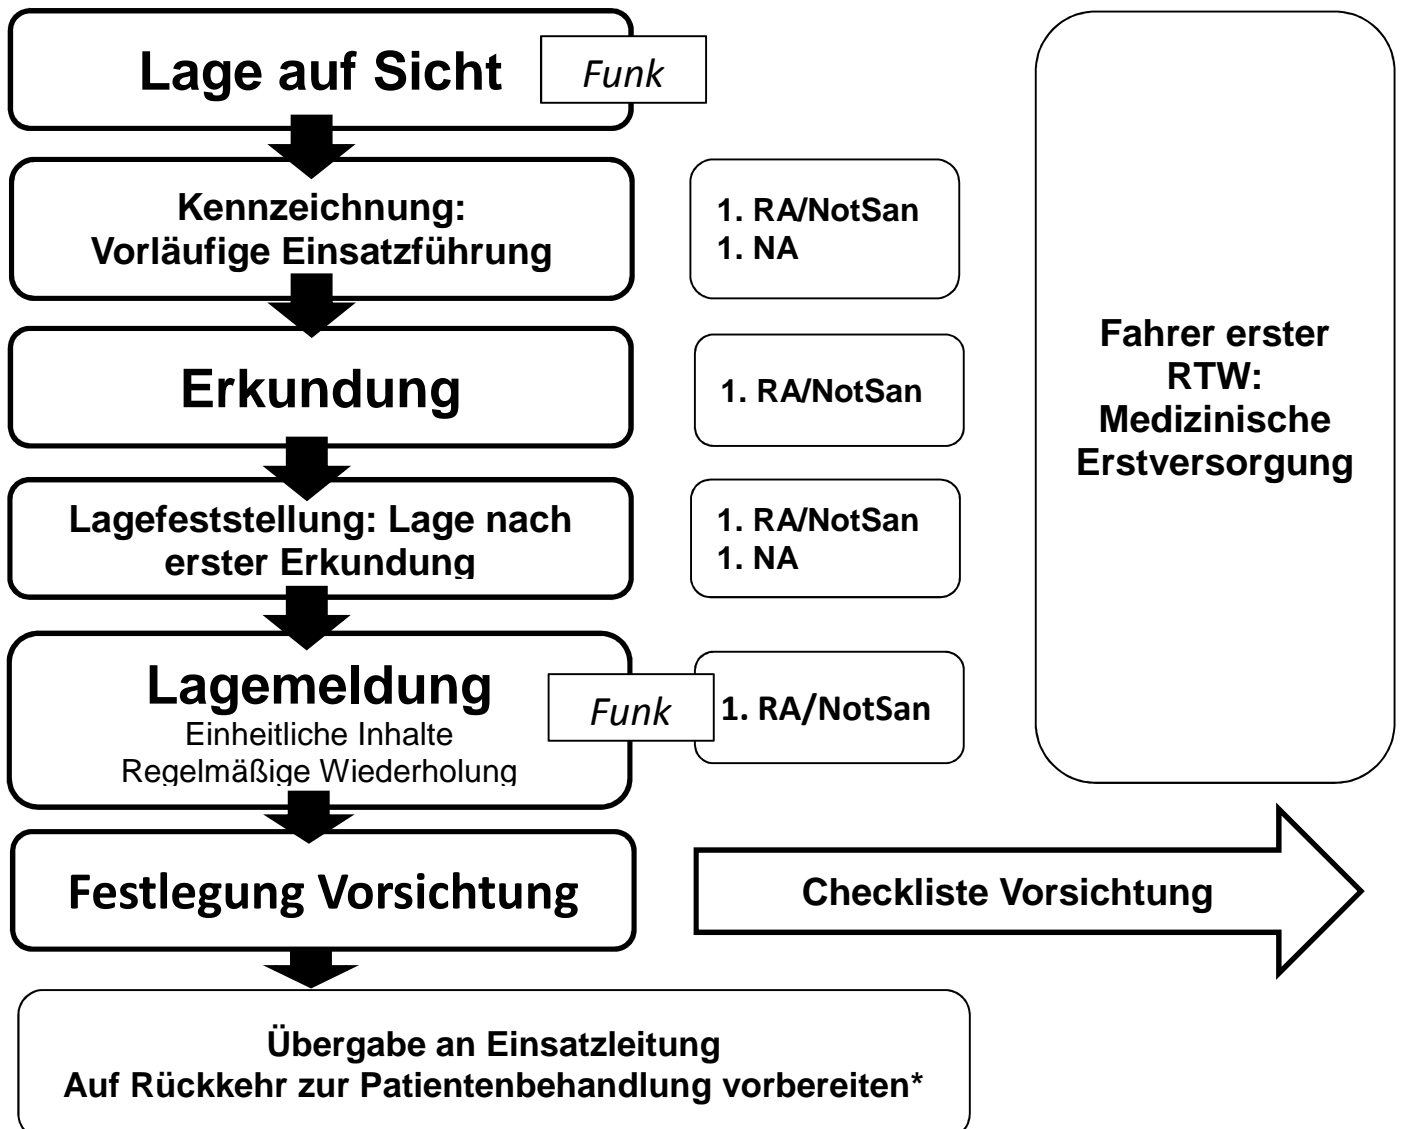 Lage auf Sicht
Funk
Kennzeichnung:
Vorläufige Einsatzführung
1. RA/NotSan
1. NA
Erkundung
1. RA/NotSan
Lagefeststellung: Lage nach
erster Erkundung
1. RA/NotSan
1. NA
Lagemeldung
Einheitliche Inhalte
Regelmäßige Wiederholung
Funk
1. RA/NotSan
Fahrer erster
RTW:
Medizinische
Erstversorgung
Festlegung Vorsichtung
Checkliste Vorsichtung
Übergabe an Einsatzleitung
Auf Rückkehr zur Patientenbehandlung vorbereiten*